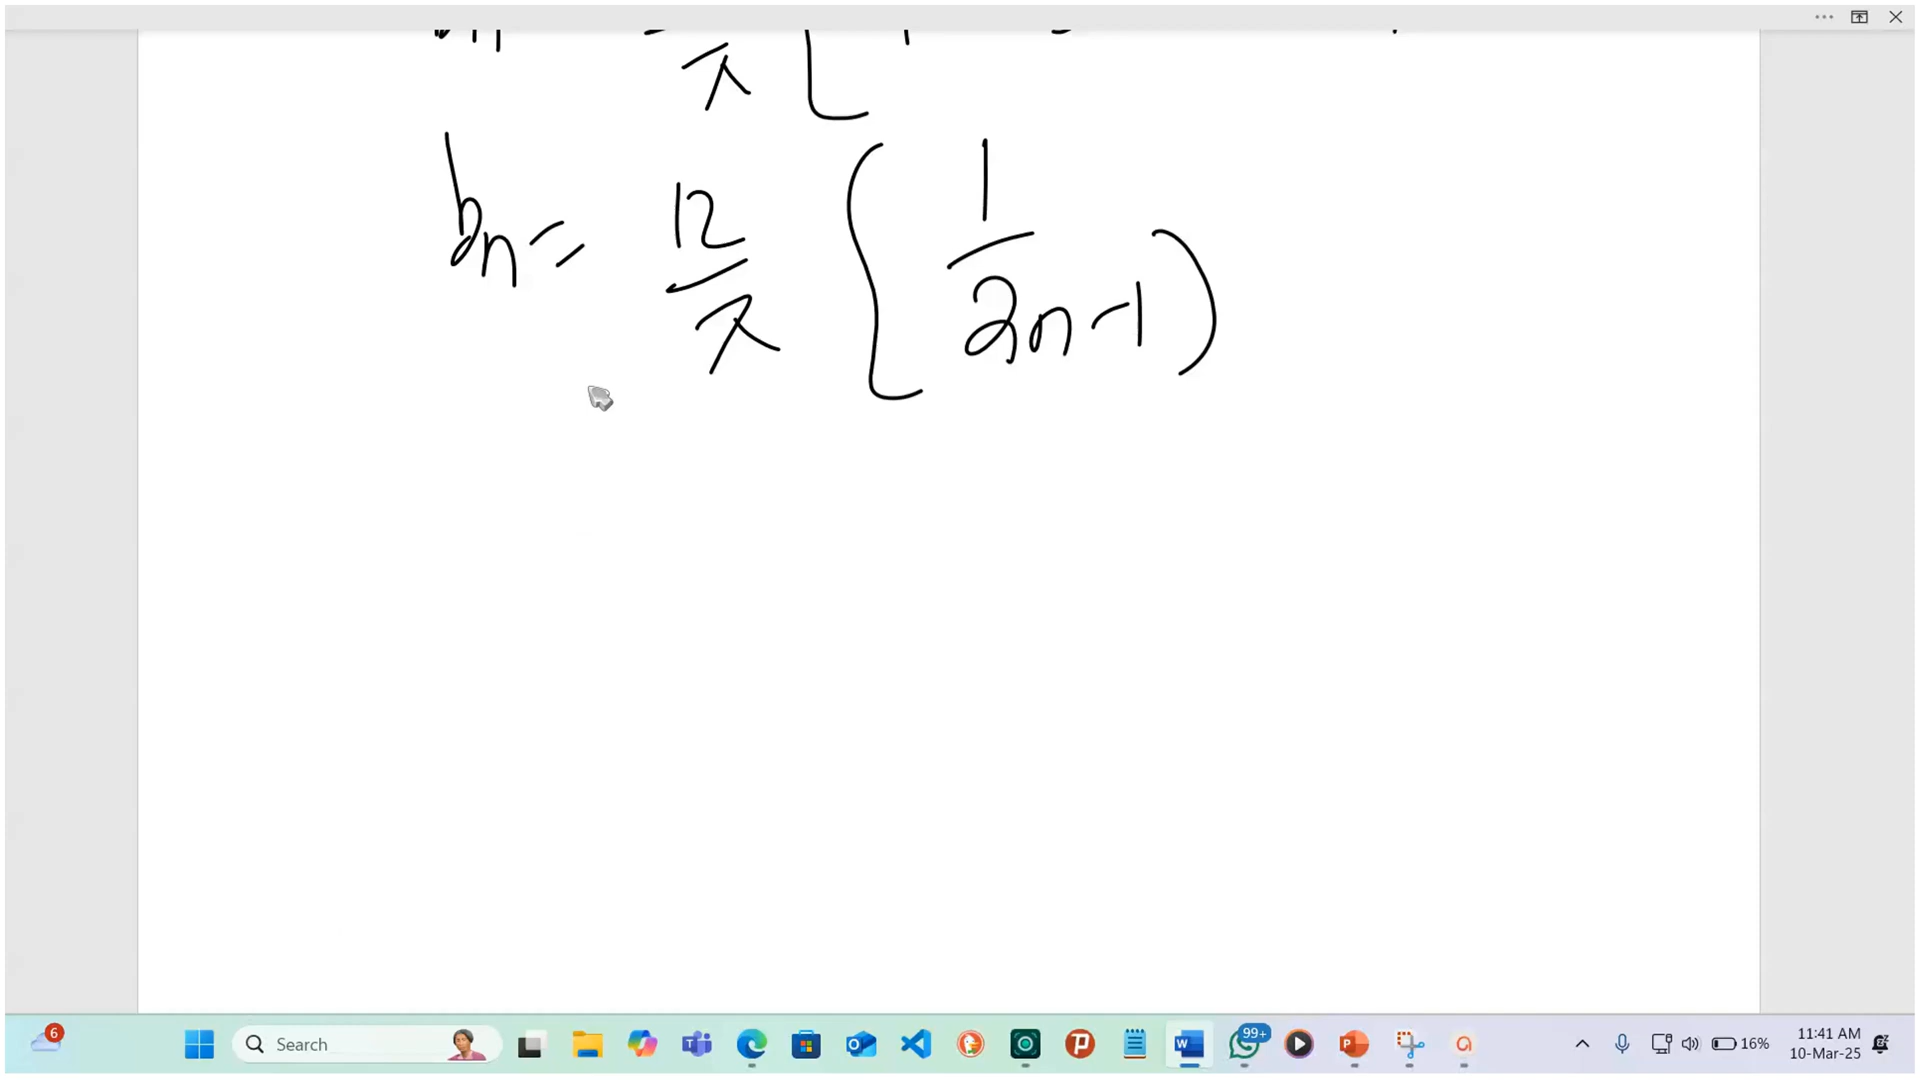 bn = 12/π ( 1/2n-1 )
6
Search
99+
16%
11:41 AM
10-Mar-25